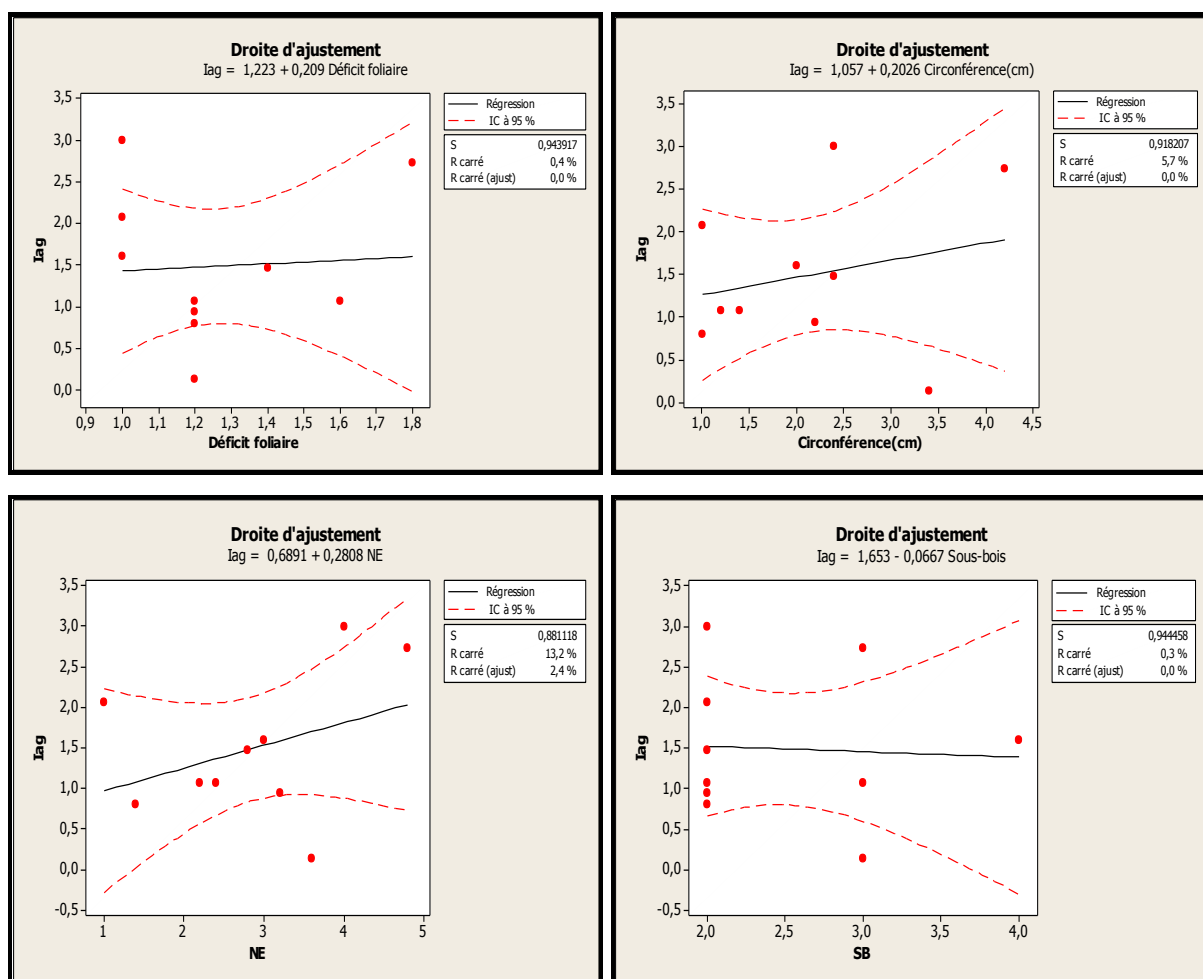 Droite d'ajustement
Iag = 1,223 + 0,209 Déficit foliaire
3,5
3,0
2,5
2,0
1,5
1,0
0,5
0,0
Iag
0,9 1,0 1,1 1,2 1,3 1,4 1,5 1,6 1,7 1,8
Déficit foliaire
Régression
IC à 95 %
S 0,943917
R carré 0,4 %
R carré (ajust) 0,0 %
Droite d'ajustement
Iag = 1,057 + 0,2026 Circonférence(cm)
3,5
3,0
2,5
2,0
1,5
1,0
0,5
0,0
Iag
1,0 1,5 2,0 2,5 3,0 3,5 4,0 4,5
Circonférence(cm)
Régression
IC à 95 %
S 0,918207
R carré 5,7 %
R carré (ajust) 0,0 %
Droite d'ajustement
Iag = 0,6891 + 0,2808 NE
3,5
3,0
2,5
2,0
1,5
1,0
0,5
0,0
-0,5
Iag
1 2 3 4 5
NE
Régression
IC à 95 %
S 0,881118
R carré 13,2 %
R carré (ajust) 2,4 %
Droite d'ajustement
Iag = 1,653 - 0,0667 Sous-bois
3,5
3,0
2,5
2,0
1,5
1,0
0,5
0,0
-0,5
Iag
2,0 2,5 3,0 3,5 4,0
SB
Régression
IC à 95 %
S 0,944458
R carré 0,3 %
R carré (ajust) 0,0 %